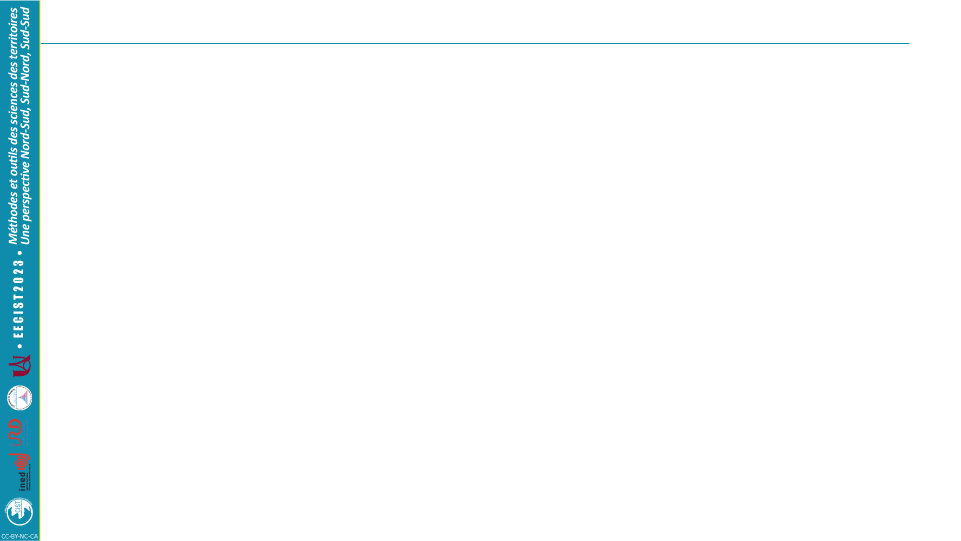 Méthodes et outils des sciences des territoires
Une perspective Nord-Sud, Sud-Nord, Sud-Sud
• EECIST2023 •
ined
CC-BY-NC-CA